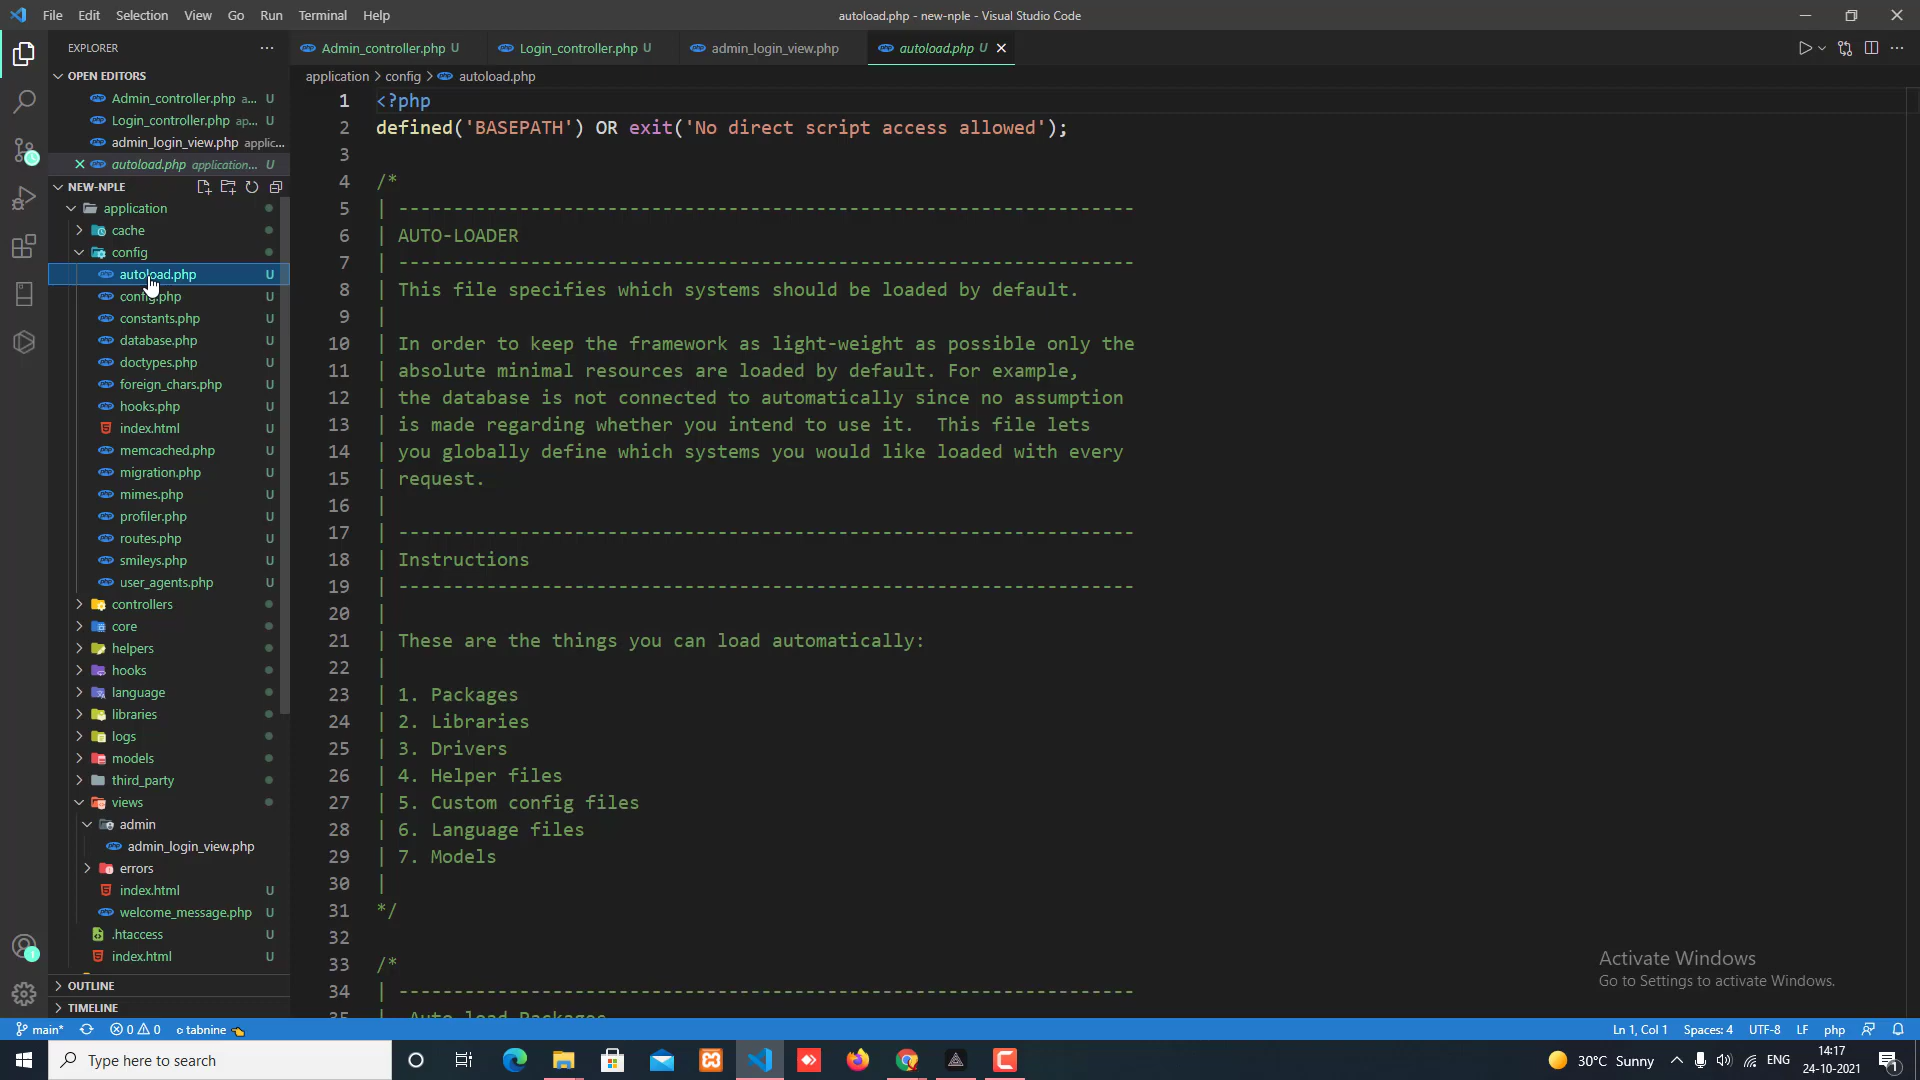 File Edit Selection View Go Run Terminal Help
autoload.php - new-nple - Visual Studio Code
EXPLORER
Admin_controller.php U
Login_controller.php U
admin_login_view.php
autoload.php U
OPEN EDITORS
Admin_controller.php a... U
Login_controller.php ap... U
admin_login_view.php applic...
autoload.php application... U
NEW-NPLE
application
cache
config
autoload.php U
config.php U
constants.php U
database.php U
doctypes.php U
foreign_chars.php U
hooks.php U
index.html U
memcached.php U
migration.php U
mimes.php U
profiler.php U
routes.php U
smileys.php U
user_agents.php U
controllers
core
helpers
hooks
language
libraries
logs
models
third_party
views
admin
admin_login_view.php
errors
index.html U
welcome_message.php U
.htaccess U
index.html U
OUTLINE
TIMELINE
application > config > autoload.php
1 <?php
2 defined('BASEPATH') OR exit('No direct script access allowed');
3
4 /*
5 | -------------------------------------------------------------------
6 | AUTO-LOADER
7 | -------------------------------------------------------------------
8 | This file specifies which systems should be loaded by default.
9 |
10 | In order to keep the framework as light-weight as possible only the
11 | absolute minimal resources are loaded by default. For example,
12 | the database is not connected to automatically since no assumption
13 | is made regarding whether you intend to use it.  This file lets
14 | you globally define which systems you would like loaded with every
15 | request.
16 |
17 | -------------------------------------------------------------------
18 | Instructions
19 | -------------------------------------------------------------------
20 |
21 | These are the things you can load automatically:
22 |
23 | 1. Packages
24 | 2. Libraries
25 | 3. Drivers
26 | 4. Helper files
27 | 5. Custom config files
28 | 6. Language files
29 | 7. Models
30 |
31 */
32
33 /*
34 | -------------------------------------------------------------------
35 |  Auto-load Packages
Activate Windows
Go to Settings to activate Windows.
main* 0 0 tabnine
Ln 1, Col 1 Spaces: 4 UTF-8 LF php
Type here to search
30°C Sunny
ENG
14:17
24-10-2021
1